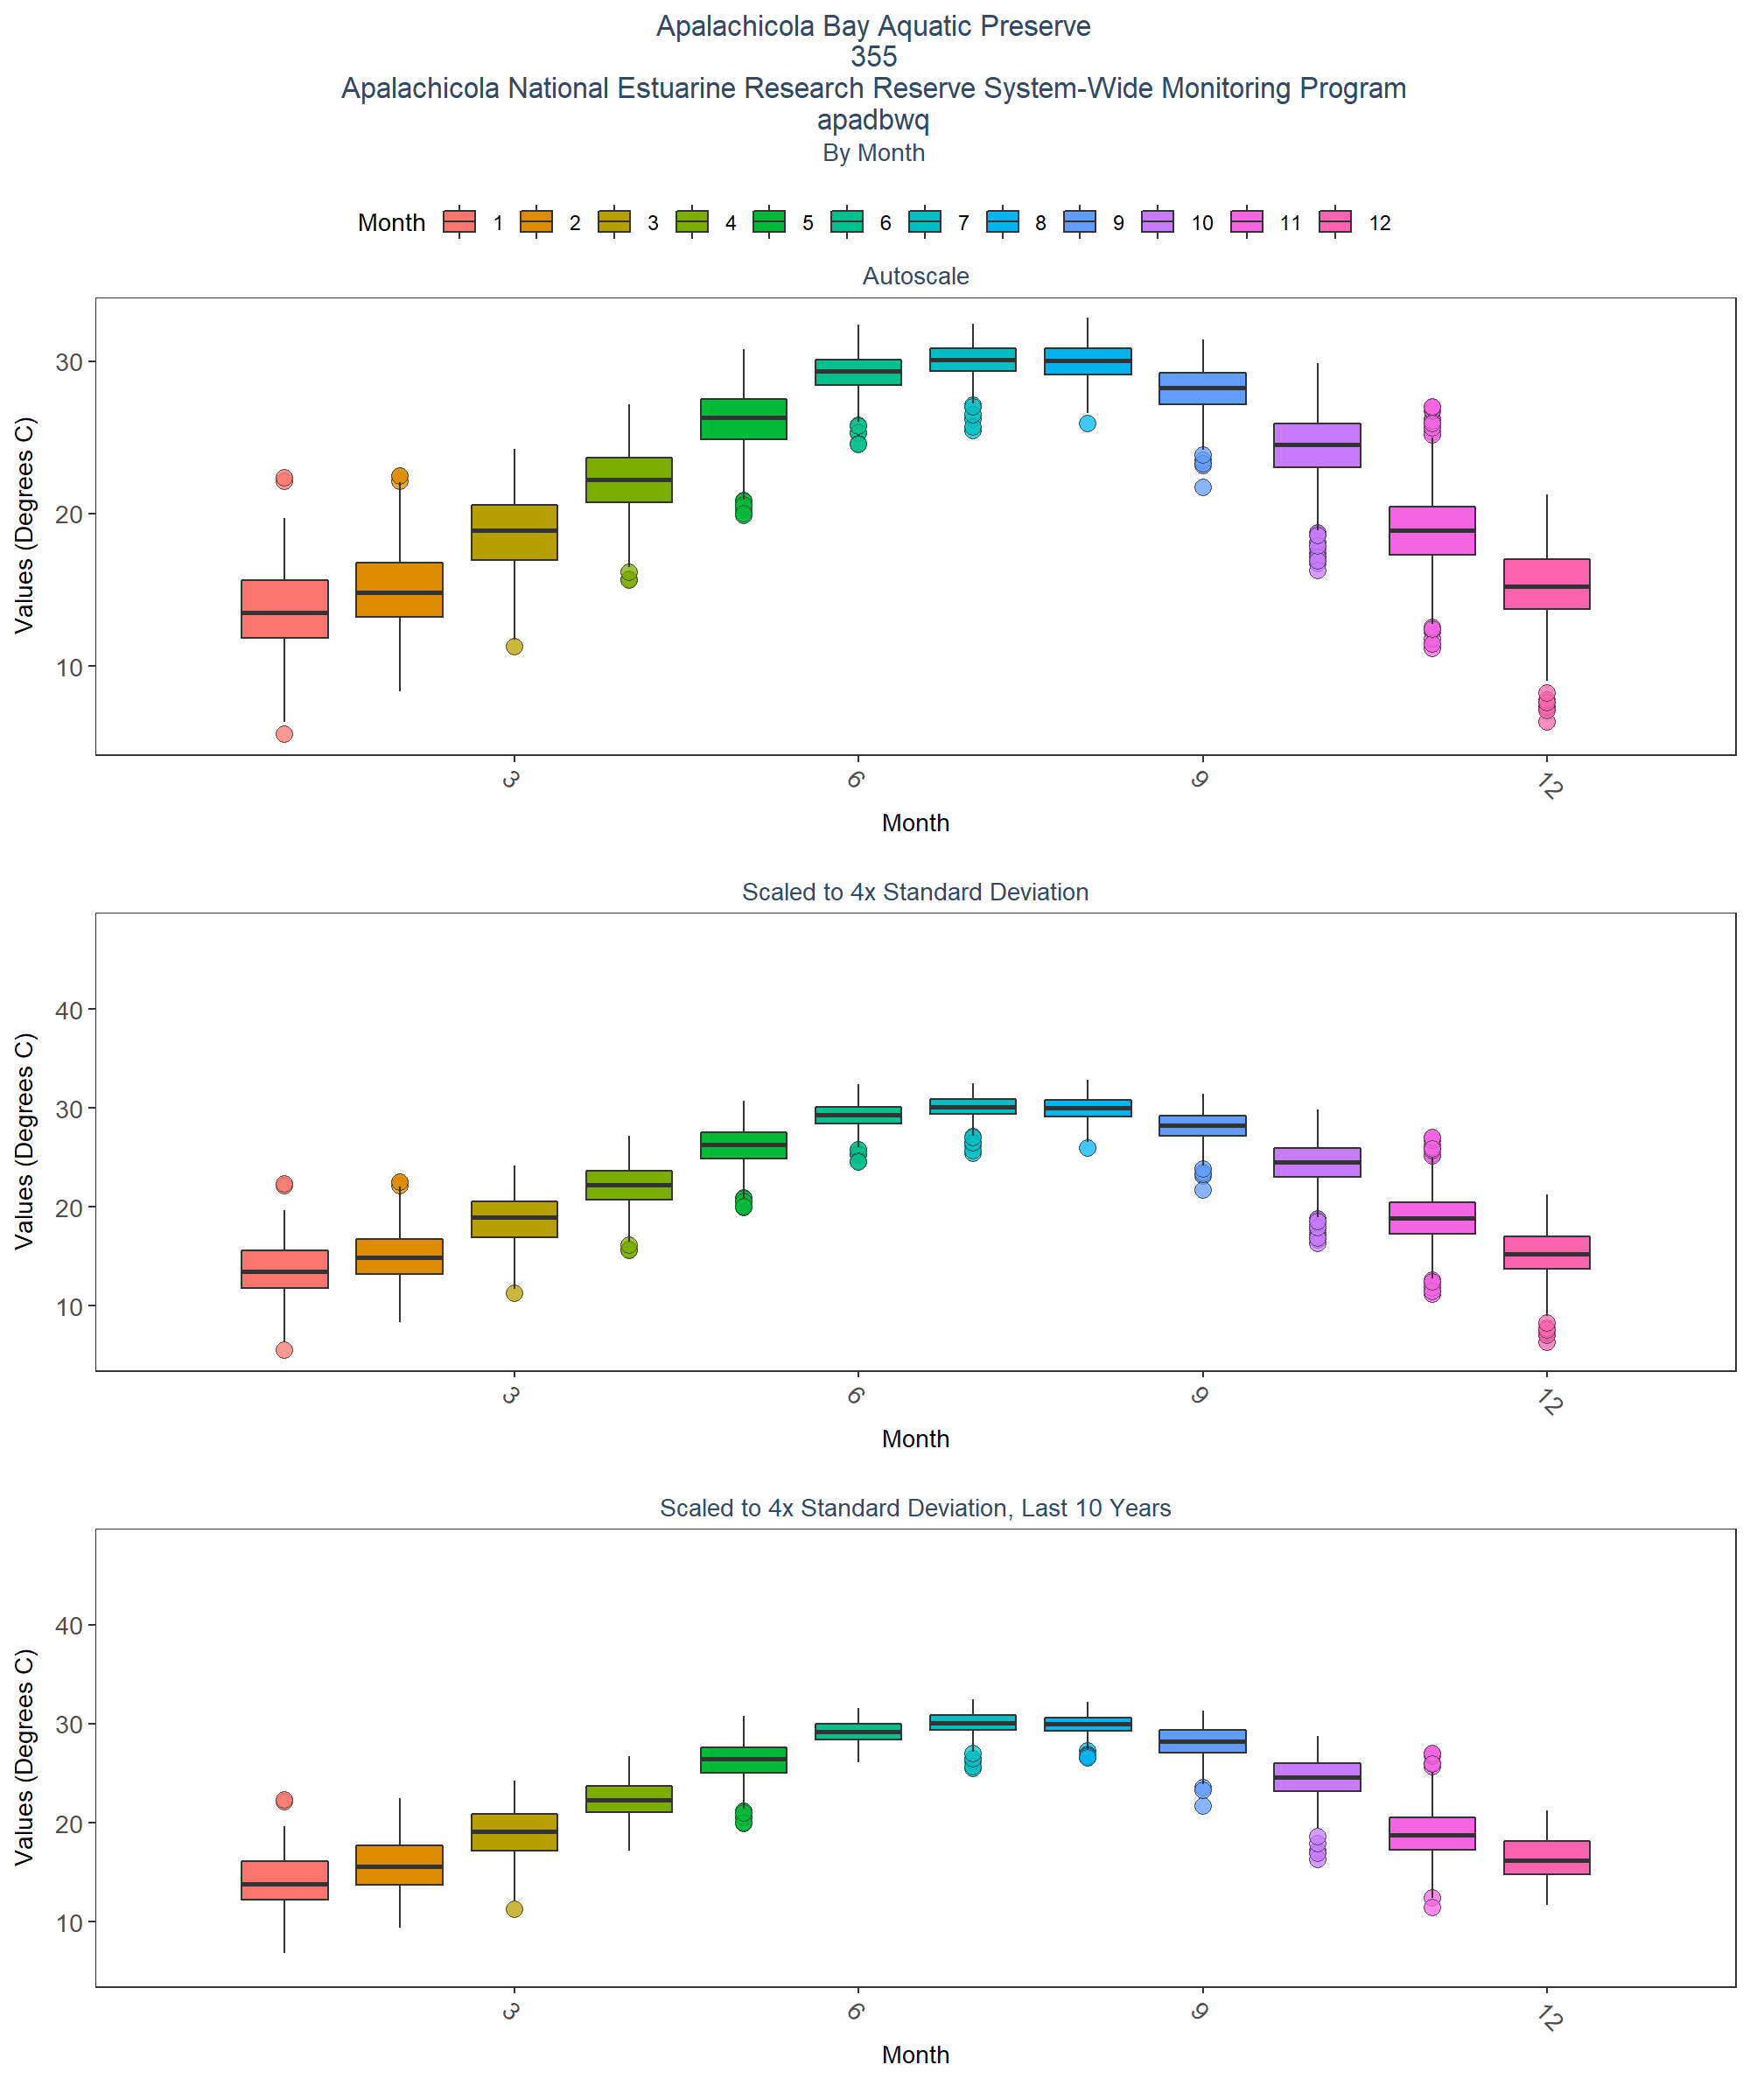 Apalachicola Bay Aquatic Preserve
355
Apalachicola National Estuarine Research Reserve System-Wide Monitoring Program
apadbwq
By Month
Month 1 2 3 4 5 6 7 8 9 10 11 12
Autoscale
Values (Degrees C)
30
20
10
3 6 9 12
Month
Scaled to 4x Standard Deviation
Values (Degrees C)
40
30
20
10
3 6 9 12
Month
Scaled to 4x Standard Deviation, Last 10 Years
Values (Degrees C)
40
30
20
10
3 6 9 12
Month